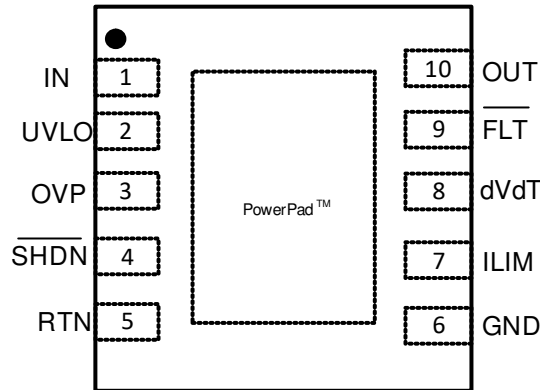 IN 1
UVLO 2
OVP 3
SHDN 4
RTN 5
PowerPad™
10 OUT
9 FLT
8 dVdT
7 ILIM
6 GND